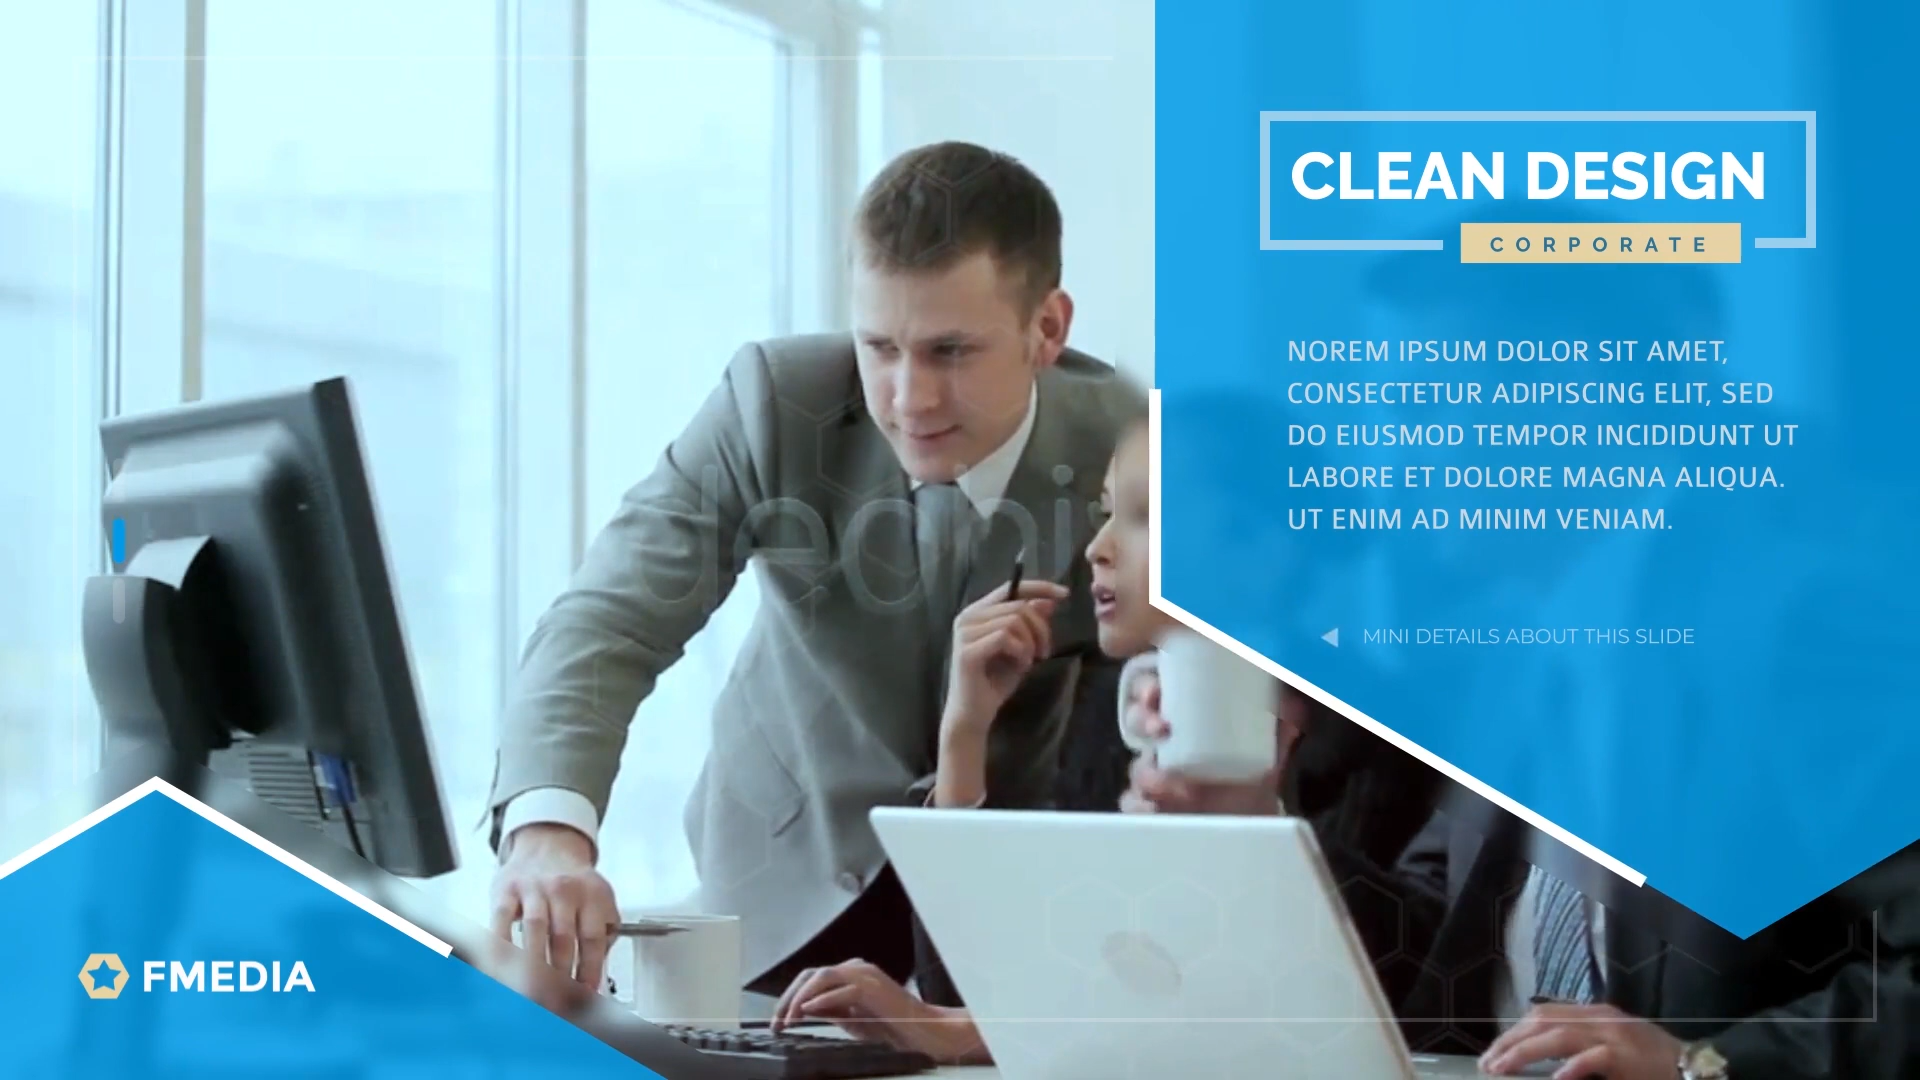 CLEAN DESIGN
CORPORATE
NOREM IPSUM DOLOR SIT AMET,
CONSECTETUR ADIPISCING ELIT, SED
DO EIUSMOD TEMPOR INCIDIDUNT UT
LABORE ET DOLORE MAGNA ALIQUA.
UT ENIM AD MINIM VENIAM.
MINI DETAILS ABOUT THIS SLIDE
FMEDIA